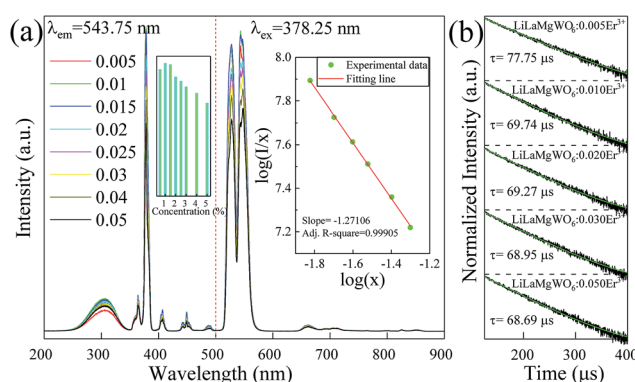 (a)
λem=543.75 nm
λex=378.25 nm
0.005
0.01
0.015
0.02
0.025
0.03
0.04
0.05
1 2 3 4 5
Concentration (%
Experimental data
Fitting line
8.0
7.8
7.6
7.4
7.2
log(I/x)
Slope= -1.27106
Adj. R-square=0.99905
-1.8 -1.6 -1.4 -1.2
log(x)
Intensity (a.u.)
200 300 400 500 600 700 800 900
Wavelength (nm)
(b)
LiLaMgWO₆:0.005Er³⁺
τ= 77.75 μs
LiLaMgWO₆:0.010Er³⁺
τ= 69.74 μs
LiLaMgWO₆:0.020Er³⁺
τ= 69.27 μs
LiLaMgWO₆:0.030Er³⁺
τ= 68.95 μs
LiLaMgWO₆:0.050Er³⁺
τ= 68.69 μs
Normalized Intensity (a.u.)
200 300 400
Time (μs)